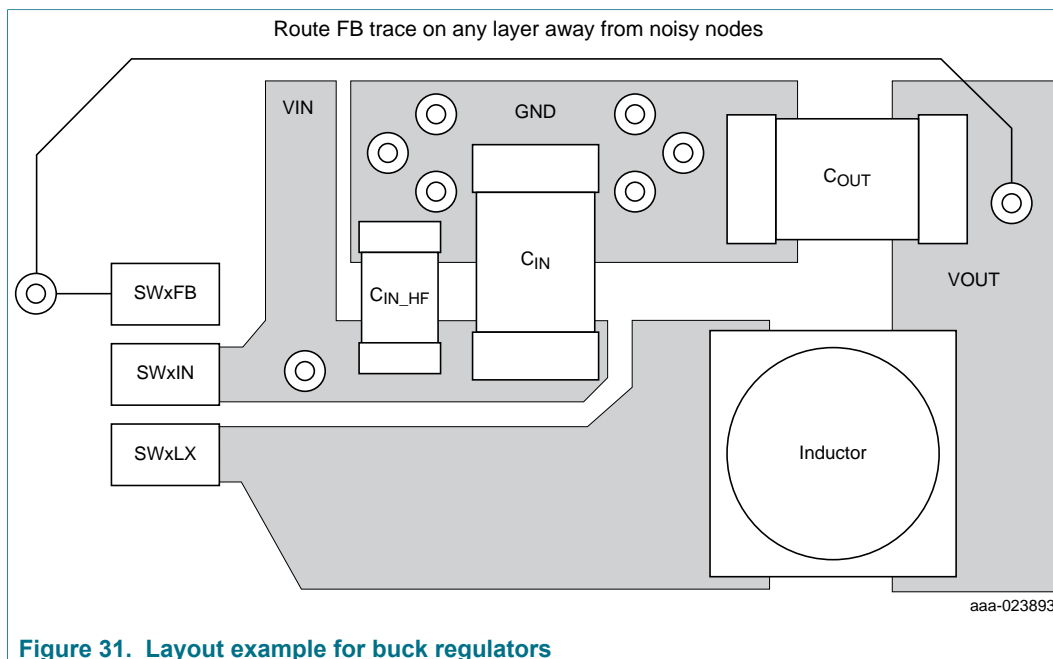 Route FB trace on any layer away from noisy nodes
VIN
GND
COUT
CIN
CIN_HF
SWxFB
VOUT
SWxIN
SWxLX
Inductor
aaa-023893
Figure 31. Layout example for buck regulators